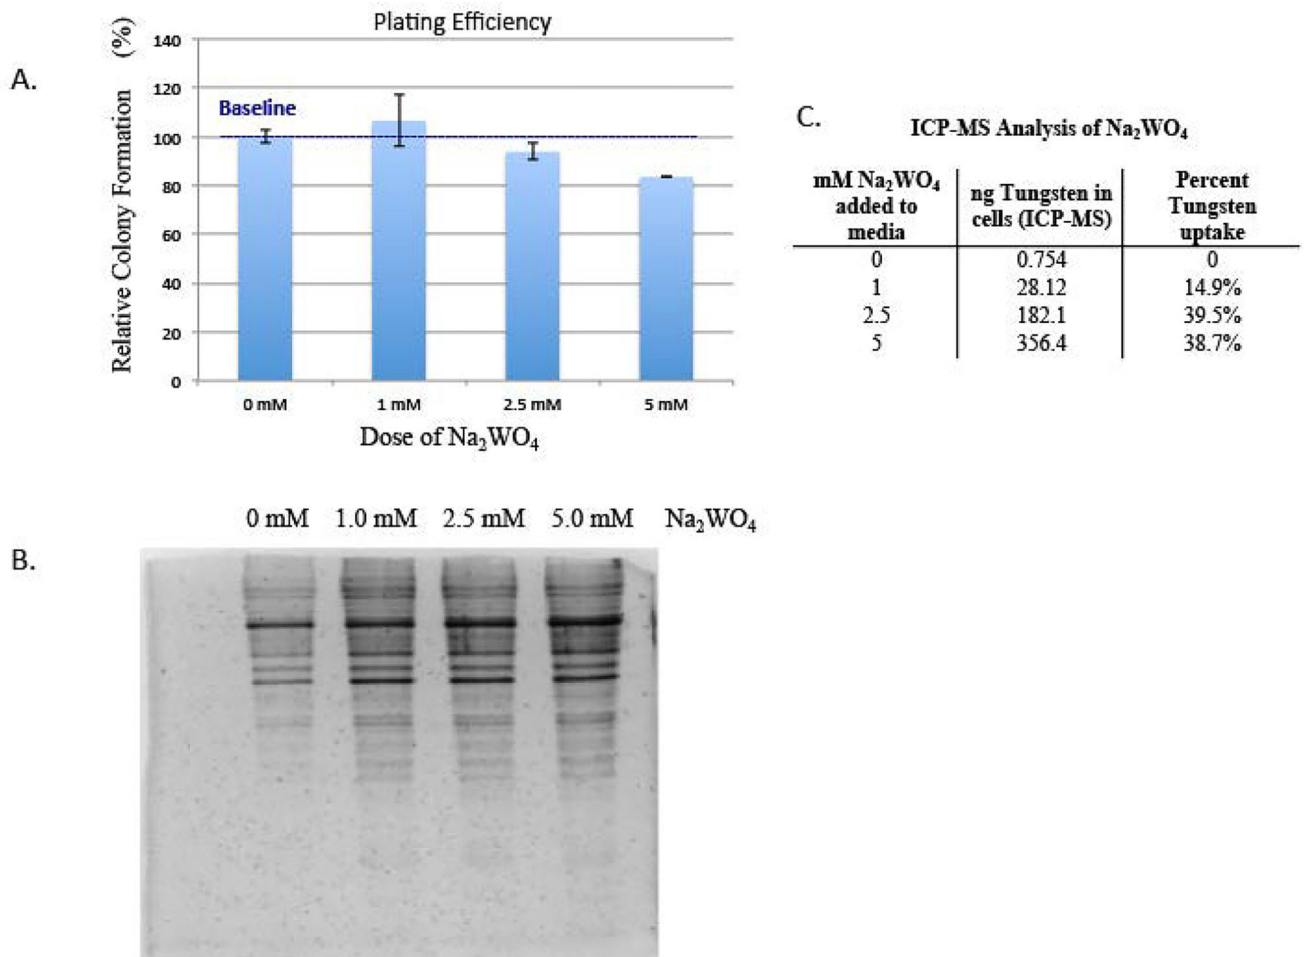 A.
Plating Efficiency
Relative Colony Formation (%)
140
120
100
80
60
40
20
0
Baseline
0 mM 1 mM 2.5 mM 5 mM
Dose of Na₂WO₄
C.
ICP-MS Analysis of Na₂WO₄
mM Na₂WO₄ added to media ng Tungsten in cells (ICP-MS) Percent Tungsten uptake
0 0.754 0
1 28.12 14.9%
2.5 182.1 39.5%
5 356.4 38.7%
B.
0 mM 1.0 mM 2.5 mM 5.0 mM Na₂WO₄